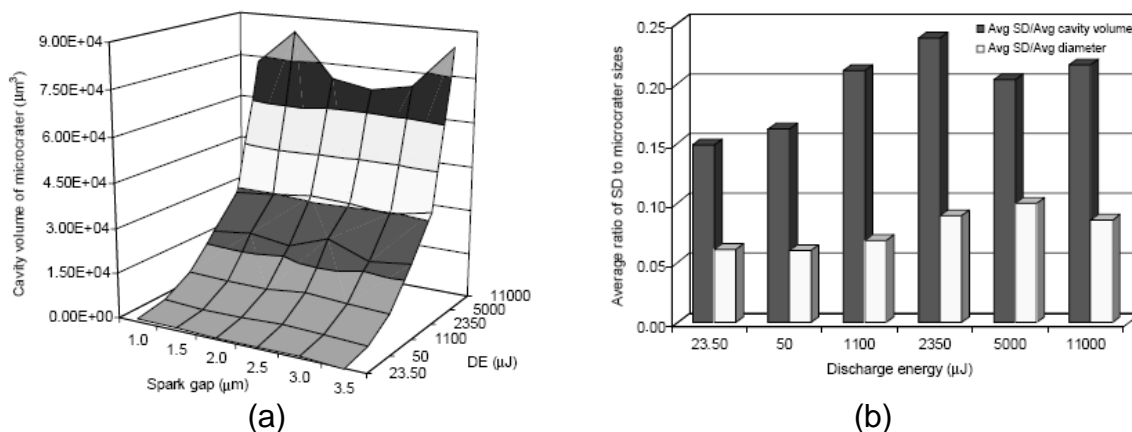 9.00E+04
7.50E+04
6.00E+04
4.50E+04
3.00E+04
1.50E+04
0.00E+00
Cavity volume of microcrater (μm³)
1.0
1.5
2.0
2.5
3.0
3.5
Spark gap (μm)
11000
5000
2350
1100
50
23.50
DE (μJ)
(a)
0.25
0.20
0.15
0.10
0.05
0.00
Average ratio of SD to microcrater sizes
Avg SD/Avg cavity volume
Avg SD/Avg diameter
23.50 50 1100 2350 5000 11000
Discharge energy (μJ)
(b)